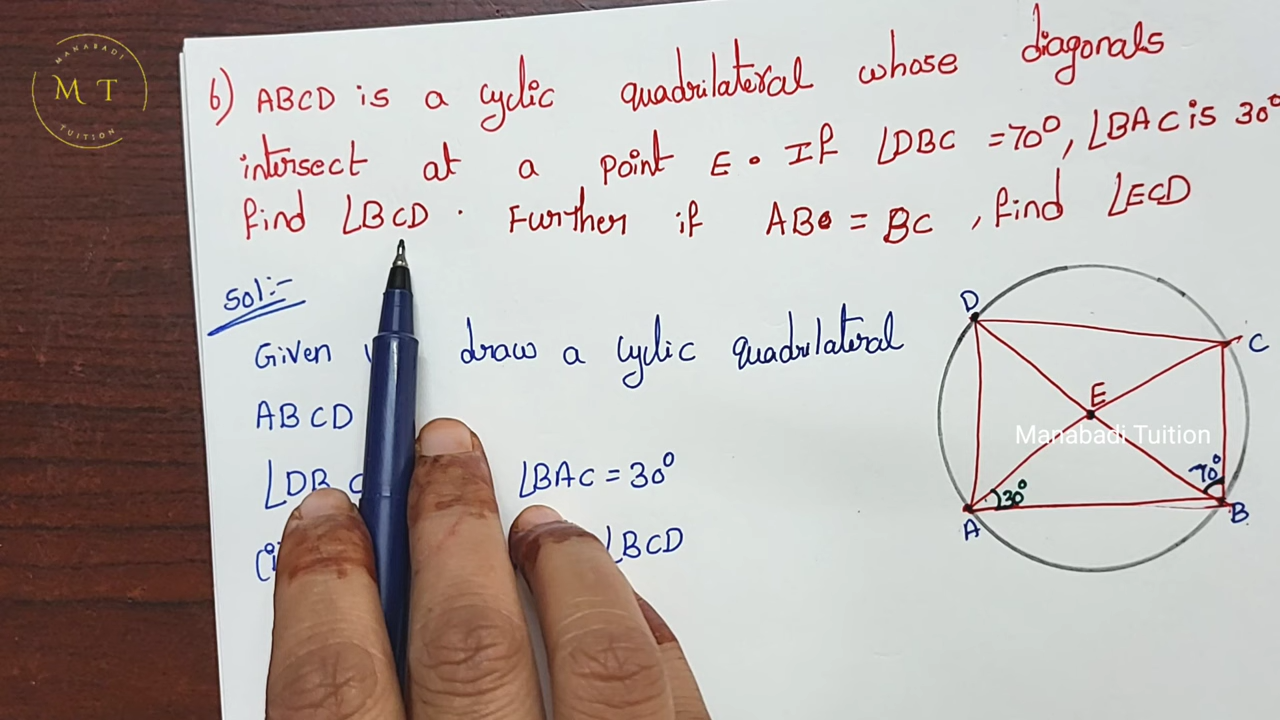 MANABADI
M T
TUITION
6) ABCD is a cyclic quadrilateral whose diagonals
intersect at a point E. If ∠DBC = 70°, ∠BAC is 30°
find ∠BCD. Further if AB = BC, find ∠ECD
Sol:-
Given draw a cyclic quadrilateral
ABCD
∠DB ∠BAC = 30°
∠BCD
D
C
E
Manabadi Tuition
70°
30°
A
B